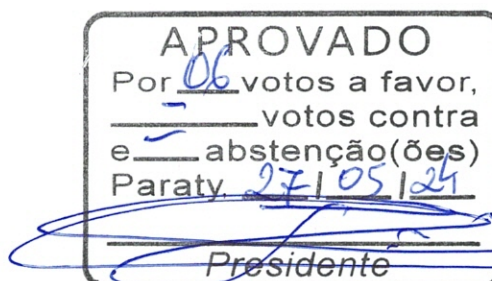 APROVADO
Por 06 votos a favor,
- votos contra
e - abstenção(ões)
Paraty, 27 / 05 / 24
Presidente